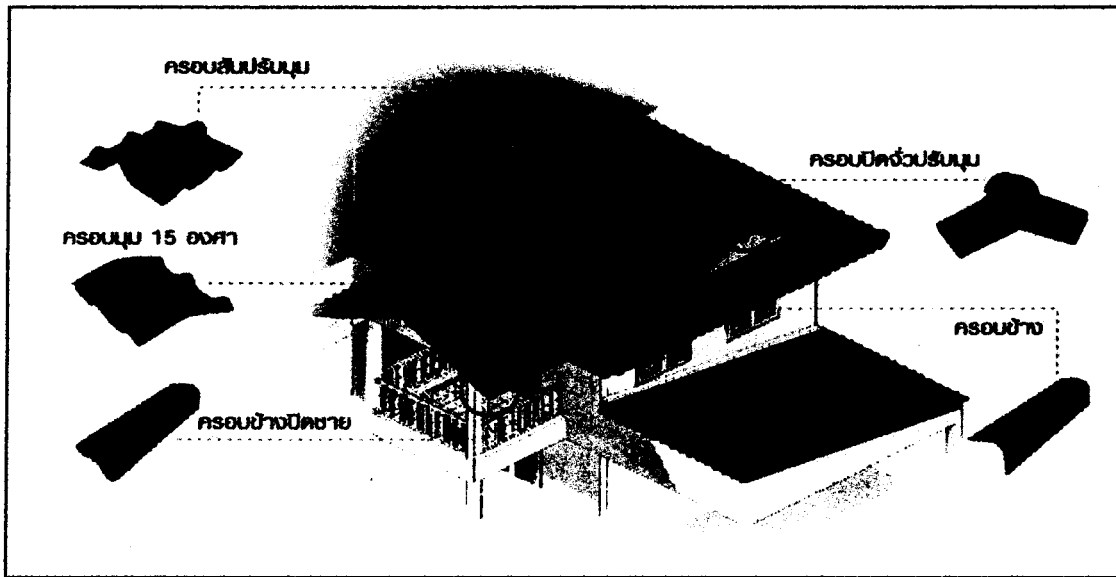 ครอบสันปรับมุม
ครอบปิดจั่วปรับมุม
ครอบมุม 15 องศา
ครอบข้าง
ครอบข้างปิดชาย